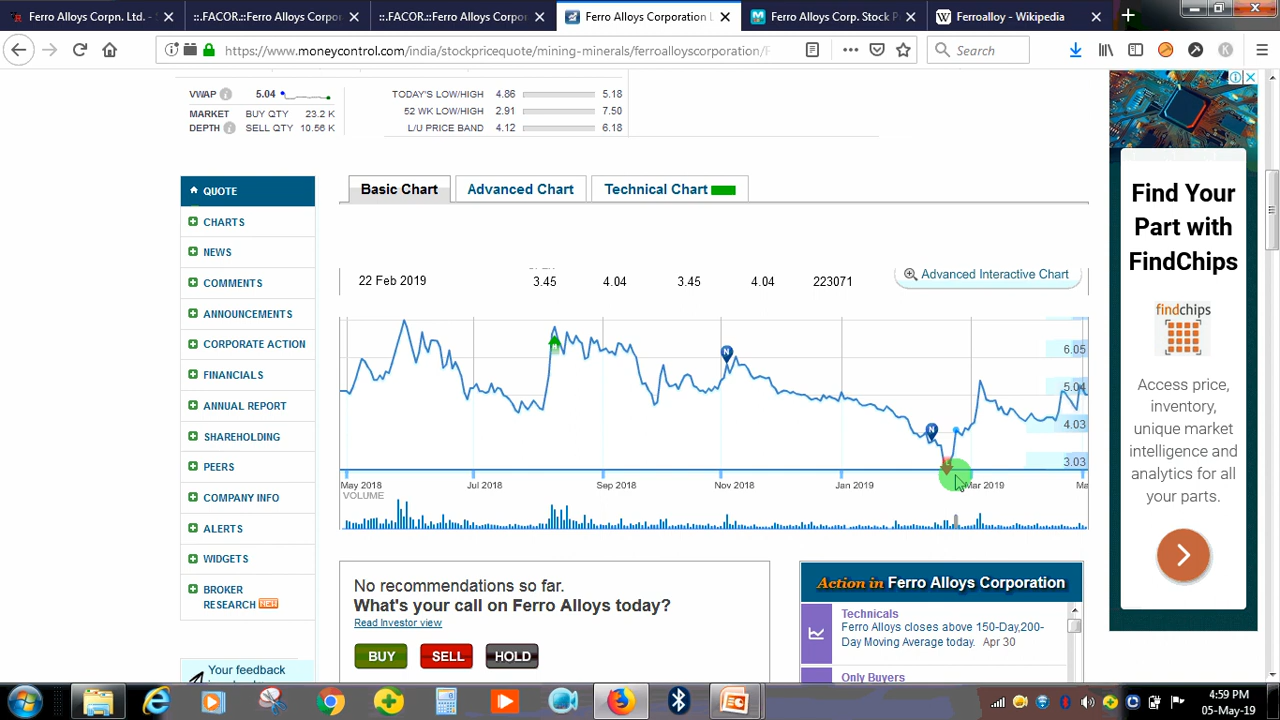 R Ferro Alloys Corpn. Ltd. -
::.FACOR.::Ferro Alloys Corpor
::.FACOR.::Ferro Alloys Corpor
Ferro Alloys Corporation L
M Ferro Alloys Corp. Stock P
W Ferroalloy - Wikipedia
https://www.moneycontrol.com/india/stockpricequote/mining-minerals/ferroalloyscorporation/F
Search
VWAP 5.04
MARKET DEPTH
BUY QTY 23.2 K
SELL QTY 10.56 K
TODAY'S LOW/HIGH 4.86 5.18
52 WK LOW/HIGH 2.91 7.50
L/U PRICE BAND 4.12 6.18
QUOTE
CHARTS
NEWS
COMMENTS
ANNOUNCEMENTS
CORPORATE ACTION
FINANCIALS
ANNUAL REPORT
SHAREHOLDING
PEERS
COMPANY INFO
ALERTS
WIDGETS
BROKER
RESEARCH NEW
Your feedback
Basic Chart Advanced Chart Technical Chart
22 Feb 2019 3.45 4.04 3.45 4.04 223071
Advanced Interactive Chart
N
N
6.05
5.04
4.03
3.03
May 2018 Jul 2018 Sep 2018 Nov 2018 Jan 2019 Mar 2019 Ma
VOLUME
No recommendations so far.
What's your call on Ferro Alloys today?
Read Investor view
BUY SELL HOLD
Action in Ferro Alloys Corporation
Technicals
Ferro Alloys closes above 150-Day,200-
Day Moving Average today. Apr 30
Only Buyers
Find Your
Part with
FindChips
findchips
Access price,
inventory,
unique market
intelligence and
analytics for all
your parts.
4:59 PM
05-May-19